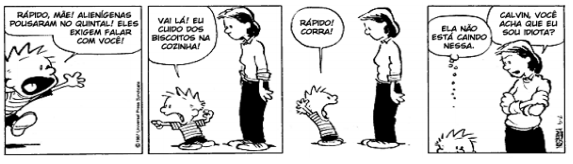 RÁPIDO, MÃE! ALIENÍGENAS
POUSARAM NO QUINTAL! ELES
EXIGEM FALAR
COM VOCÊ!
VAI LÁ! EU
CUIDO DOS
BISCOITOS NA
COZINHA!
RÁPIDO!
CORRA!
ELA NÃO
ESTÁ CAINDO
NESSA.
CALVIN, VOCÊ
ACHA QUE EU
SOU IDIOTA?